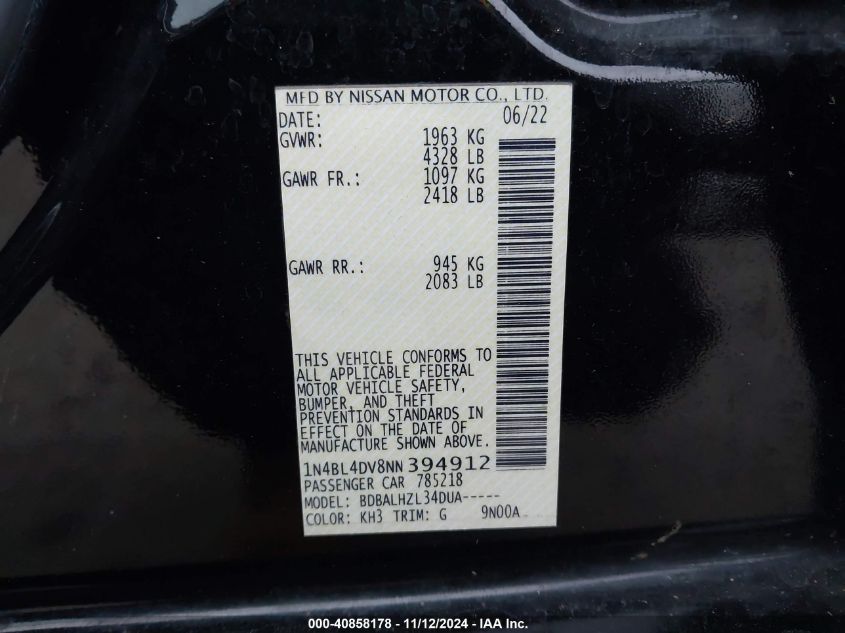 MFD BY NISSAN MOTOR CO., LTD.
DATE: 06/22
GVWR: 1963 KG
4328 LB
GAWR FR.: 1097 KG
2418 LB
GAWR RR.: 945 KG
2083 LB
THIS VEHICLE CONFORMS TO
ALL APPLICABLE FEDERAL
MOTOR VEHICLE SAFETY,
BUMPER, AND THEFT
PREVENTION STANDARDS IN
EFFECT ON THE DATE OF
MANUFACTURE SHOWN ABOVE.
1N4BL4DV8NN394912
PASSENGER CAR 785218
MODEL: BDBALHZL34DUA-----
COLOR: KH3 TRIM: G 9N00A
000-40858178 - 11/12/2024 - IAA Inc.